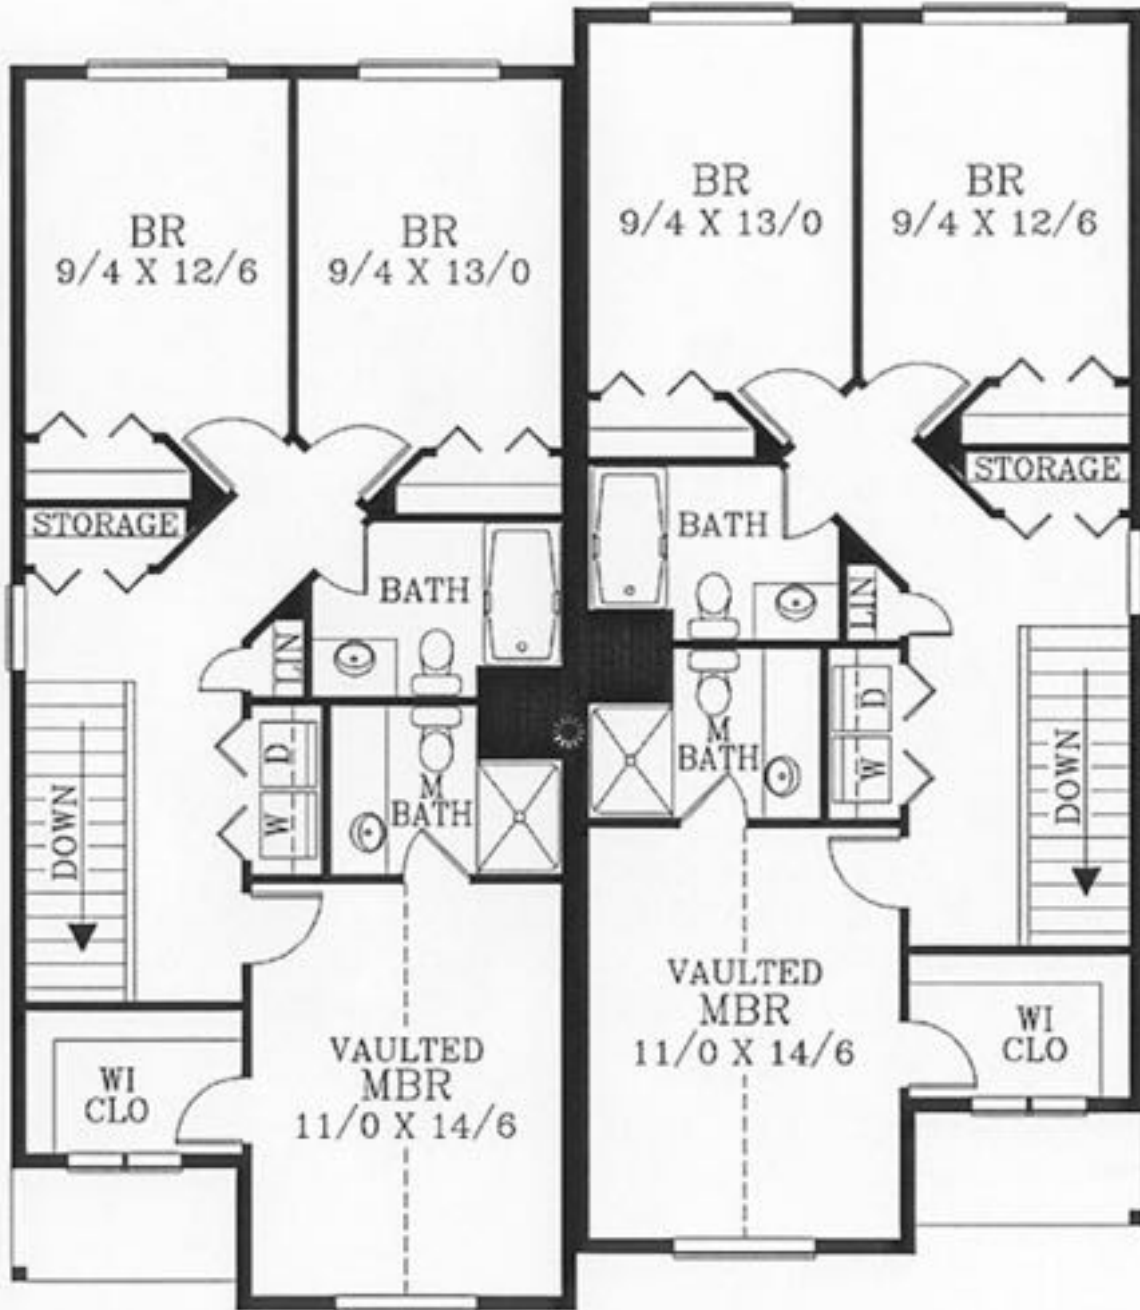 BR
9/4 X 12/6
BR
9/4 X 13/0
STORAGE
BATH
LIN
D
W
M
BATH
DOWN
VAULTED
MBR
11/0 X 14/6
WI
CLO
BR
9/4 X 13/0
BR
9/4 X 12/6
STORAGE
BATH
LIN
M
BATH
D
W
DOWN
VAULTED
MBR
11/0 X 14/6
WI
CLO